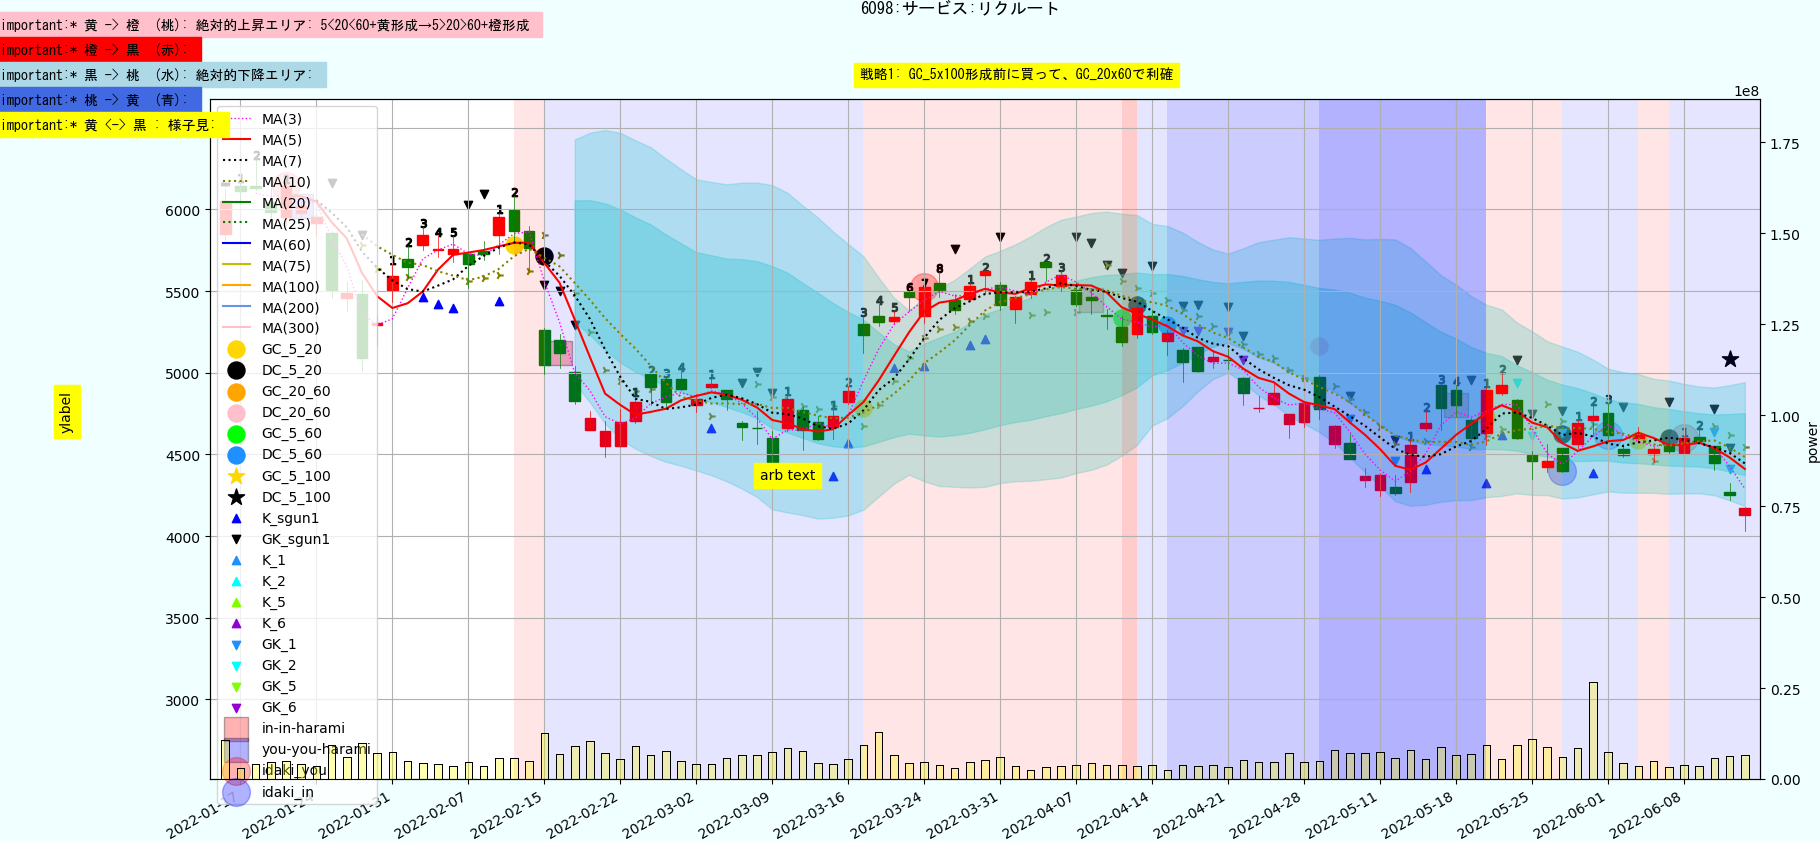 6098:サービス:リクルート
important:* 黄 -> 橙 (桃): 絶対的上昇エリア: 5<20<60+黄形成→5>20>60+橙形成
important:* 橙 -> 黒 (赤):
important:* 黒 -> 桃 (水): 絶対的下降エリア:
important:* 桃 -> 黄 (青):
important:* 黄 <-> 黒 : 様子見:
戦略1: GC_5x100形成前に買って、GC_20x60で利確
1e8
MA(3)
MA(5)
MA(7)
MA(10)
MA(20)
MA(25)
MA(60)
MA(75)
MA(100)
MA(200)
MA(300)
GC_5_20
DC_5_20
GC_20_60
DC_20_60
GC_5_60
DC_5_60
GC_5_100
DC_5_100
K_sgun1
GK_sgun1
K_1
K_2
K_5
K_6
GK_1
GK_2
GK_5
GK_6
in-in-harami
you-you-harami
idaki_you
idaki_in
6000
5500
5000
4500
4000
3500
3000
ylabel
arb text
1.75
1.50
1.25
1.00
0.75
0.50
0.25
0.00
power
2022-01-17
2022-01-24
2022-01-31
2022-02-07
2022-02-15
2022-02-22
2022-03-02
2022-03-09
2022-03-16
2022-03-24
2022-03-31
2022-04-07
2022-04-14
2022-04-21
2022-04-28
2022-05-11
2022-05-18
2022-05-25
2022-06-01
2022-06-08